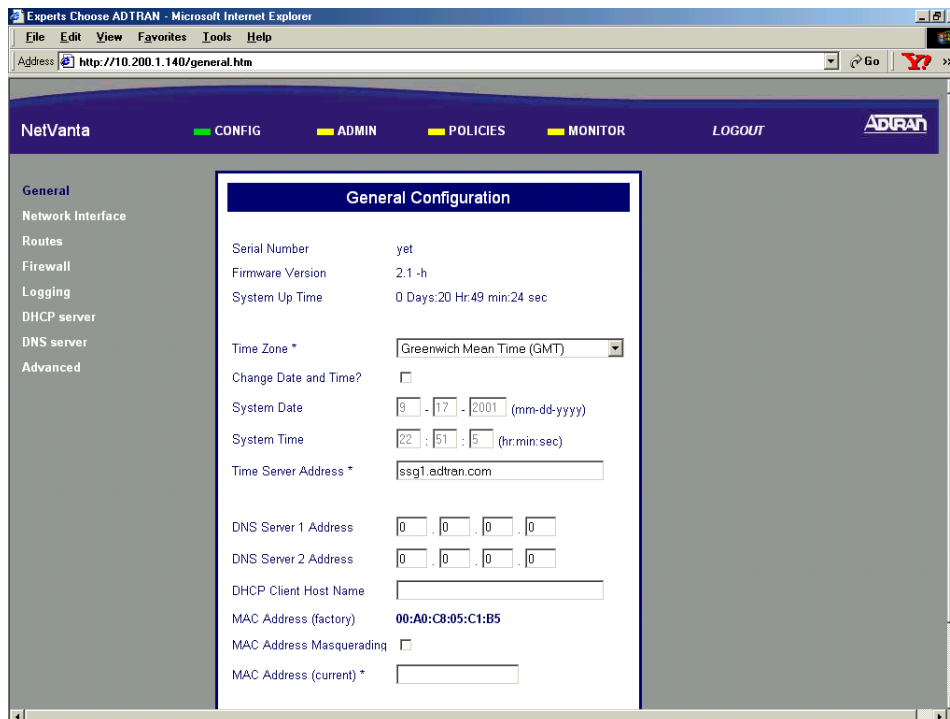 Experts Choose ADTRAN - Microsoft Internet Explorer
File Edit View Favorites Tools Help
Address http://10.200.1.140/general.htm Go Y? »
NetVanta CONFIG ADMIN POLICIES MONITOR LOGOUT ADTRAN
General
Network Interface
Routes
Firewall
Logging
DHCP server
DNS server
Advanced
General Configuration
Serial Number yet
Firmware Version 2.1 -h
System Up Time 0 Days:20 Hr:49 min:24 sec
Time Zone * Greenwich Mean Time (GMT)
Change Date and Time?
System Date 9 - 17 - 2001 (mm-dd-yyyy)
System Time 22 : 51 : 5 (hr:min:sec)
Time Server Address * ssg1.adtran.com
DNS Server 1 Address 0 . 0 . 0 . 0
DNS Server 2 Address 0 . 0 . 0 . 0
DHCP Client Host Name
MAC Address (factory) 00:A0:C8:05:C1:B5
MAC Address Masquerading
MAC Address (current) *